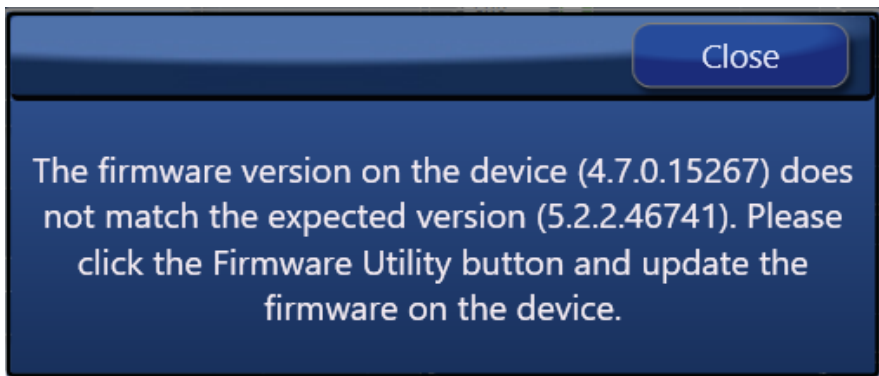 Close
The firmware version on the device (4.7.0.15267) does
not match the expected version (5.2.2.46741). Please
click the Firmware Utility button and update the
firmware on the device.